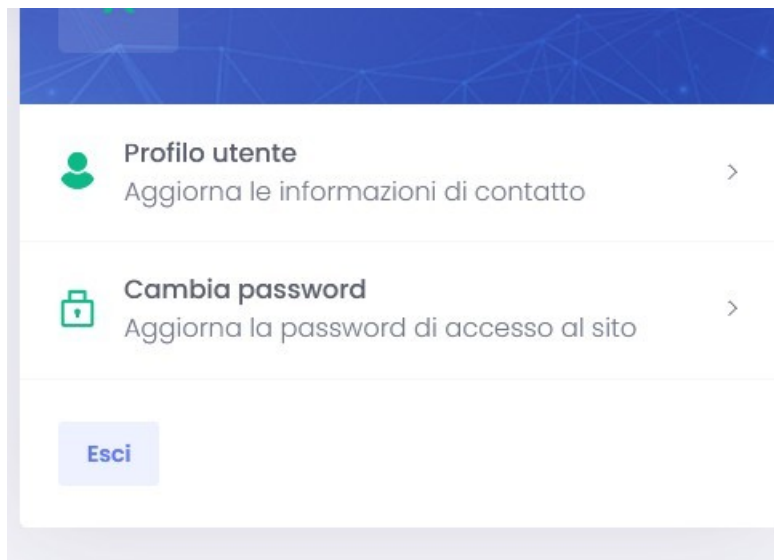 Profilo utente
Aggiorna le informazioni di contatto
Cambia password
Aggiorna la password di accesso al sito
Esci